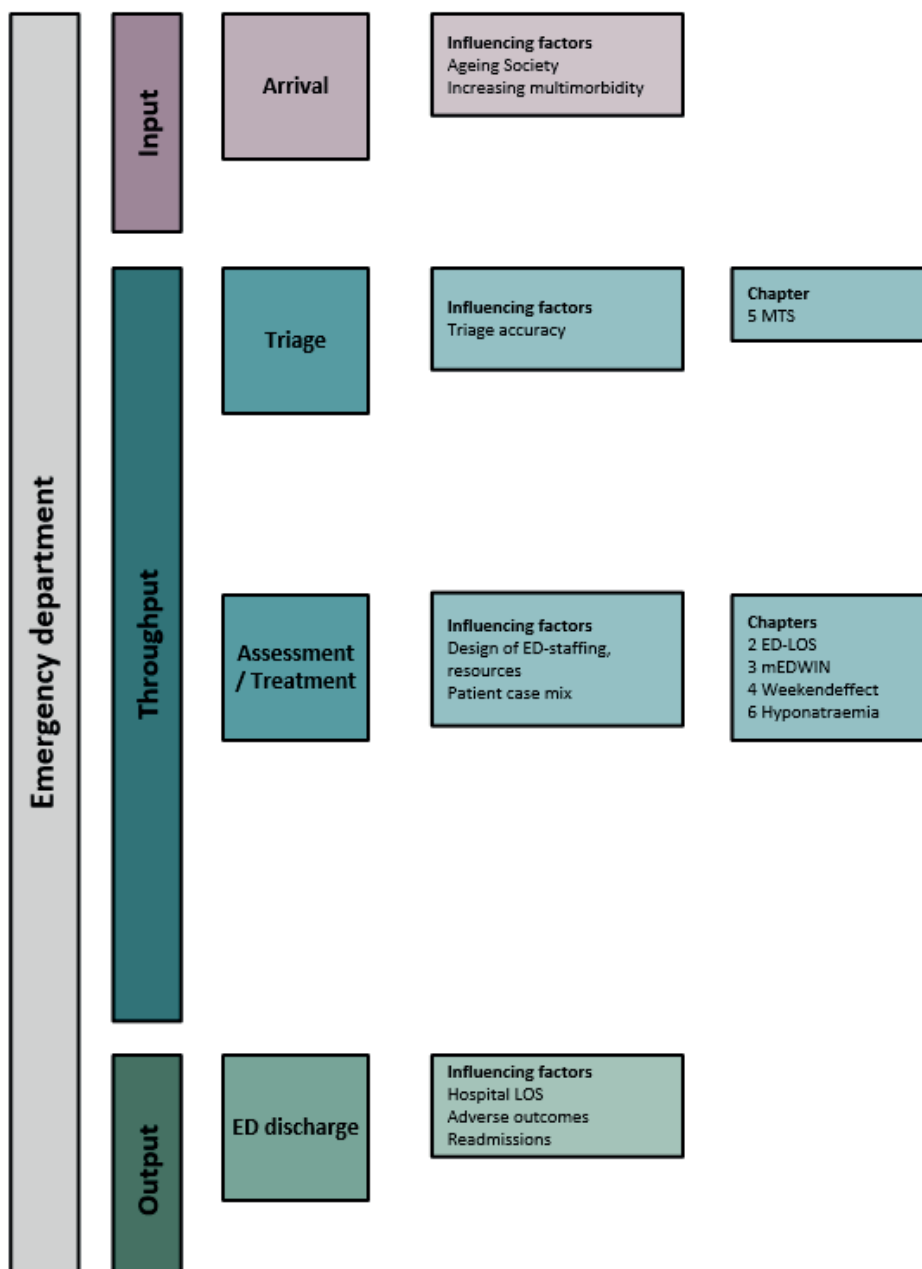 Emergency department
Input
Arrival
Influencing factors
Ageing Society
Increasing multimorbidity
Throughput
Triage
Influencing factors
Triage accuracy
Chapter
5 MTS
Assessment
/ Treatment
Influencing factors
Design of ED-staffing,
resources
Patient case mix
Chapters
2 ED-LOS
3 mEDWIN
4 Weekendeffect
6 Hyponatraemia
Output
ED discharge
Influencing factors
Hospital LOS
Adverse outcomes
Readmissions